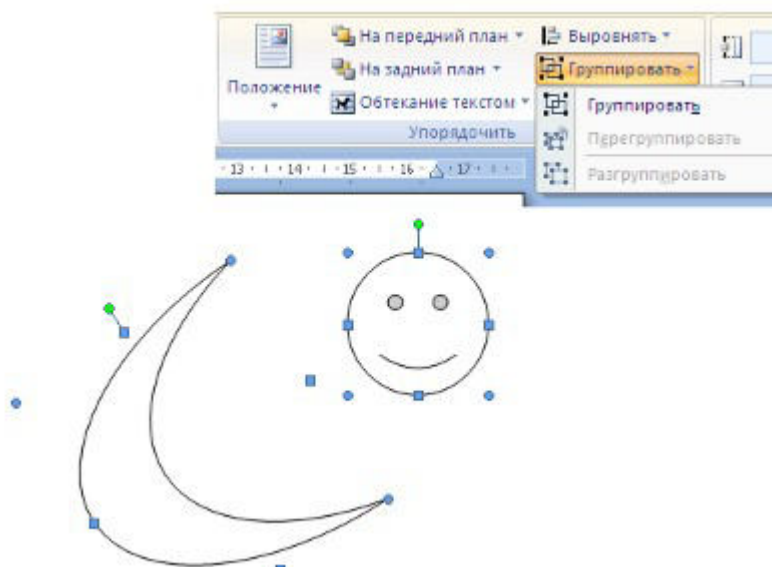 На передний план
Выровнять
Положение
На задний план
Группировать
Обтекание текстом
Группировать
Упорядочить
Перегруппировать
Разгруппировать
13 14 15 16 17